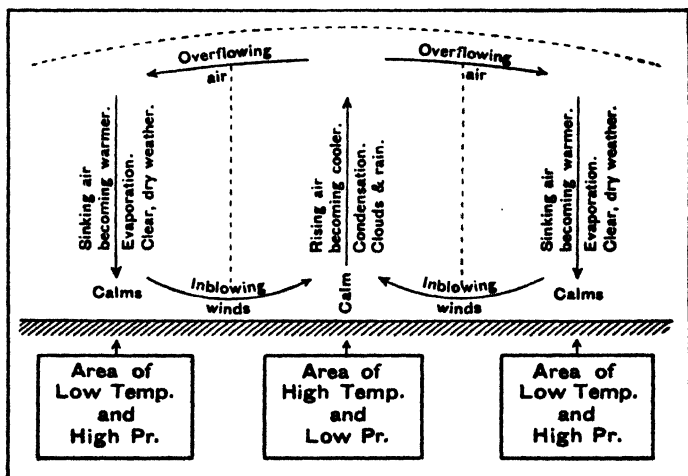 Overflowing
air
Overflowing
air
Sinking air
becoming warmer.
Evaporation.
Clear, dry weather.
Rising air
becoming cooler.
Condensation.
Clouds & rain.
Sinking air
becoming warmer.
Evaporation.
Clear, dry weather.
Calms
Inblowing
winds
Calm
Inblowing
winds
Calms
Area of
Low Temp.
and
High Pr.
Area of
High Temp.
and
Low Pr.
Area of
Low Temp.
and
High Pr.